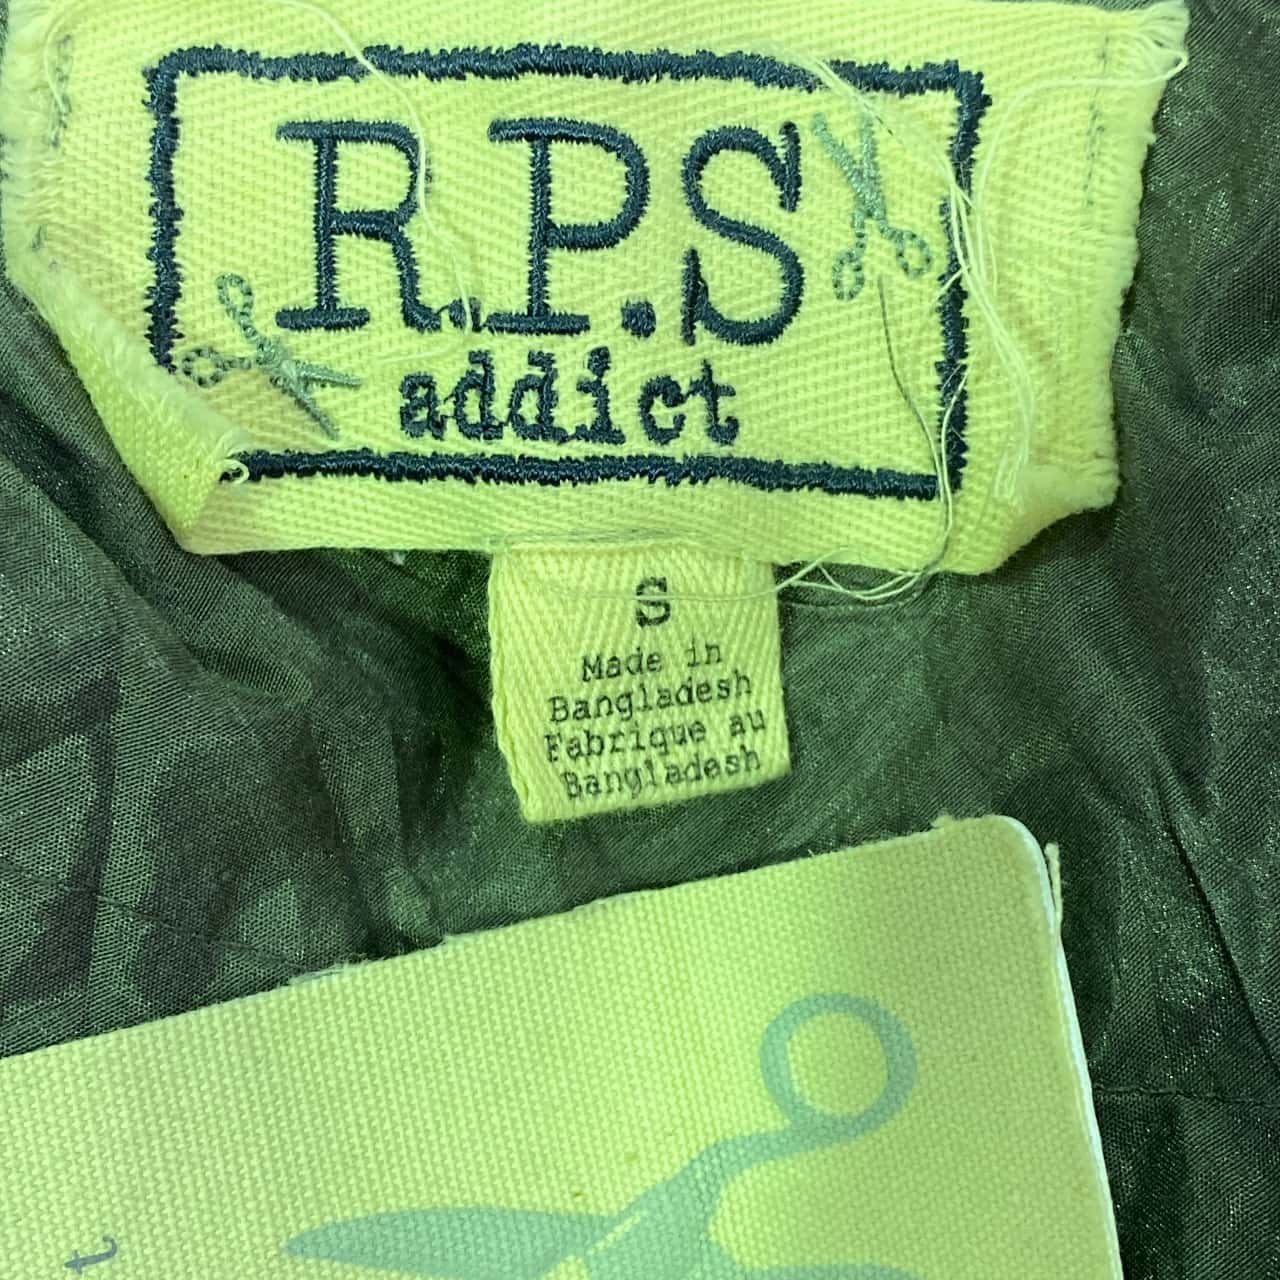 R.P.S
addict
S
Made in
Bangladesh
Fabrique au
Bangladesh
t